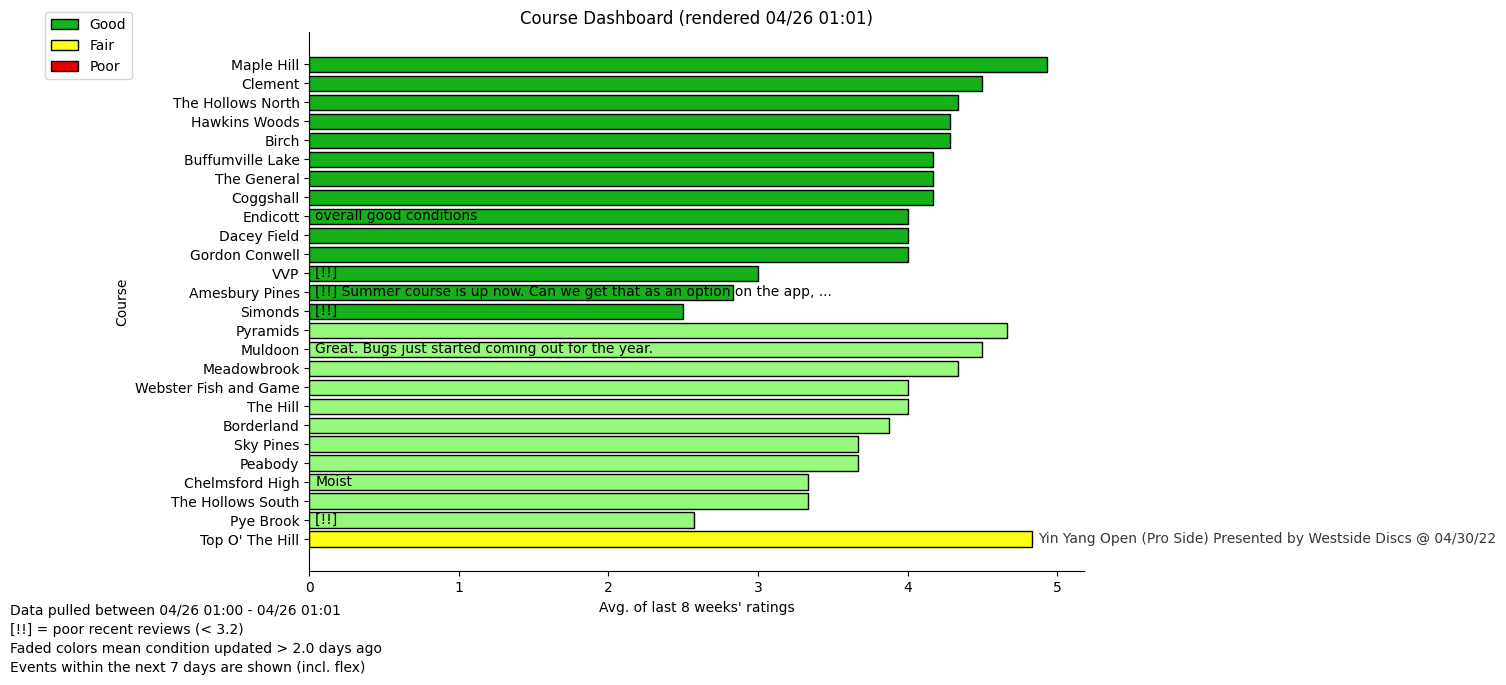 Good
Fair
Poor
Course Dashboard (rendered 04/26 01:01)
Course
Maple Hill
Clement
The Hollows North
Hawkins Woods
Birch
Buffumville Lake
The General
Coggshall
Endicott overall good conditions
Dacey Field
Gordon Conwell
VVP [!!]
Amesbury Pines [!!] Summer course is up now. Can we get that as an option on the app, ...
Simonds [!!]
Pyramids
Muldoon Great. Bugs just started coming out for the year.
Meadowbrook
Webster Fish and Game
The Hill
Borderland
Sky Pines
Peabody
Chelmsford High Moist
The Hollows South
Pye Brook [!!]
Top O' The Hill Yin Yang Open (Pro Side) Presented by Westside Discs @ 04/30/22
0 1 2 3 4 5
Avg. of last 8 weeks' ratings
Data pulled between 04/26 01:00 - 04/26 01:01
[!!] = poor recent reviews (< 3.2)
Faded colors mean condition updated > 2.0 days ago
Events within the next 7 days are shown (incl. flex)